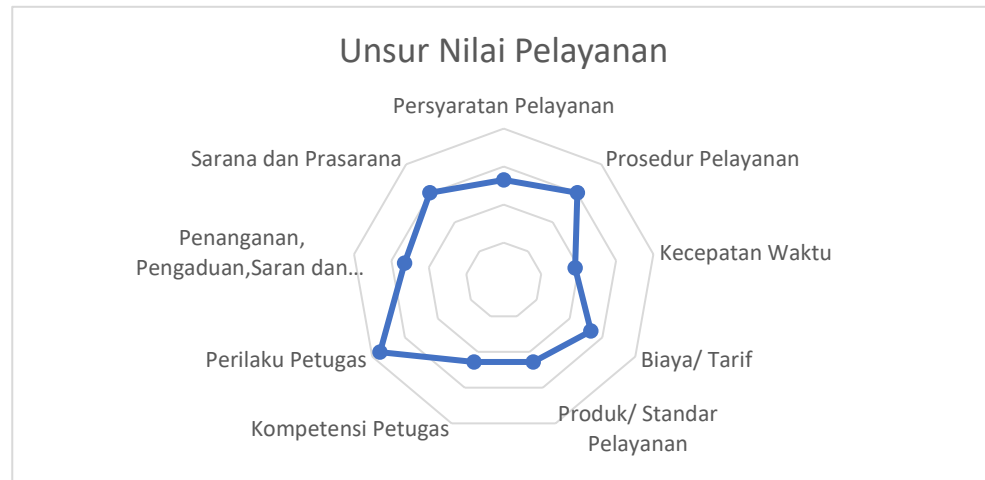 Unsur Nilai Pelayanan
Persyaratan Pelayanan
Prosedur Pelayanan
Kecepatan Waktu
Biaya/ Tarif
Produk/ Standar
Pelayanan
Kompetensi Petugas
Perilaku Petugas
Penanganan,
Pengaduan,Saran dan...
Sarana dan Prasarana